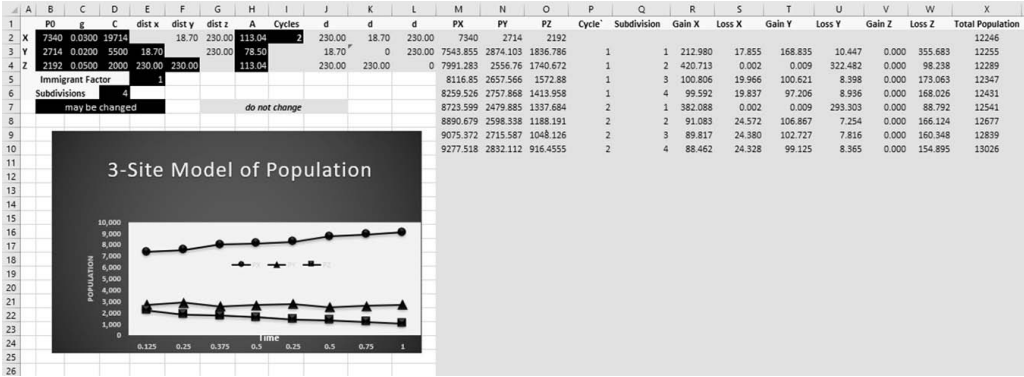 A B C D E F G H I J K L M N O P Q R S T U V W X
1 P0 g C dist x dist y dist z A Cycles d d d PX PY PZ Cycle` Subdivision Gain X Loss X Gain Y Loss Y Gain Z Loss Z Total Population
2 X 7340 0.0300 19714 18.70 230.00 113.04 2 230.00 18.70 230.00 7340 2714 2192 12246
3 Y 2714 0.0200 5500 18.70 230.00 78.50 18.70 0 230.00 7543.855 2874.103 1836.786 1 1 212.980 17.855 168.835 10.447 0.000 355.683 12255
4 Z 2192 0.0500 2000 230.00 230.00 113.04 230.00 230.00 0 7991.283 2556.76 1740.672 1 2 420.713 0.002 0.009 322.482 0.000 98.238 12289
5 Immigrant Factor 1 8116.85 2657.566 1572.88 1 3 100.806 19.966 100.621 8.398 0.000 173.063 12347
6 Subdivisions 4 8259.526 2757.868 1413.958 1 4 99.592 19.837 97.206 8.936 0.000 168.026 12431
7 may be changed do not change 8723.599 2479.885 1337.684 2 1 382.088 0.002 0.009 293.303 0.000 88.792 12541
8 8890.679 2598.338 1188.191 2 2 91.083 24.572 106.867 7.254 0.000 166.124 12677
9 9075.372 2715.587 1048.126 2 3 89.817 24.380 102.727 7.816 0.000 160.348 12839
10 9277.518 2832.112 916.4555 2 4 88.462 24.328 99.125 8.365 0.000 154.895 13026
11
12
13
14
15
16
17
18
19
20
21
22
23
24
25
26
3-Site Model of Population
POPULATION
10,000
9,000
8,000
7,000
6,000
5,000
4,000
3,000
2,000
1,000
0
PX PY PZ
0.125 0.25 0.375 0.5 0.25 0.5 0.75 1
Time